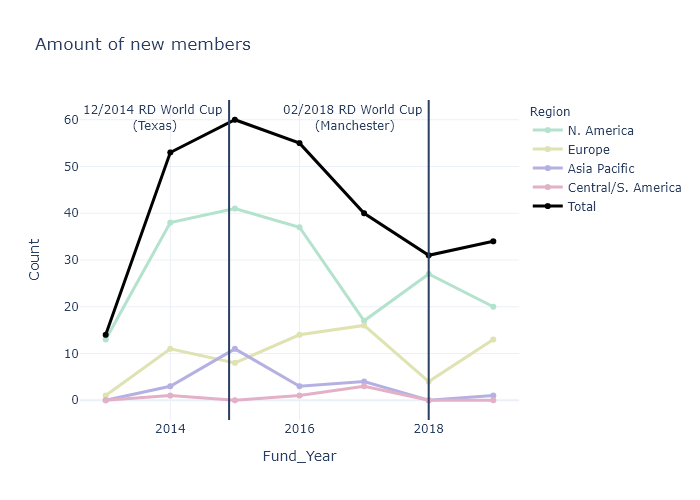 Amount of new members
12/2014 RD World Cup
(Texas)
02/2018 RD World Cup
(Manchester)
60
50
40
30
20
10
0
Count
2014
2016
2018
Fund_Year
Region
N. America
Europe
Asia Pacific
Central/S. America
Total